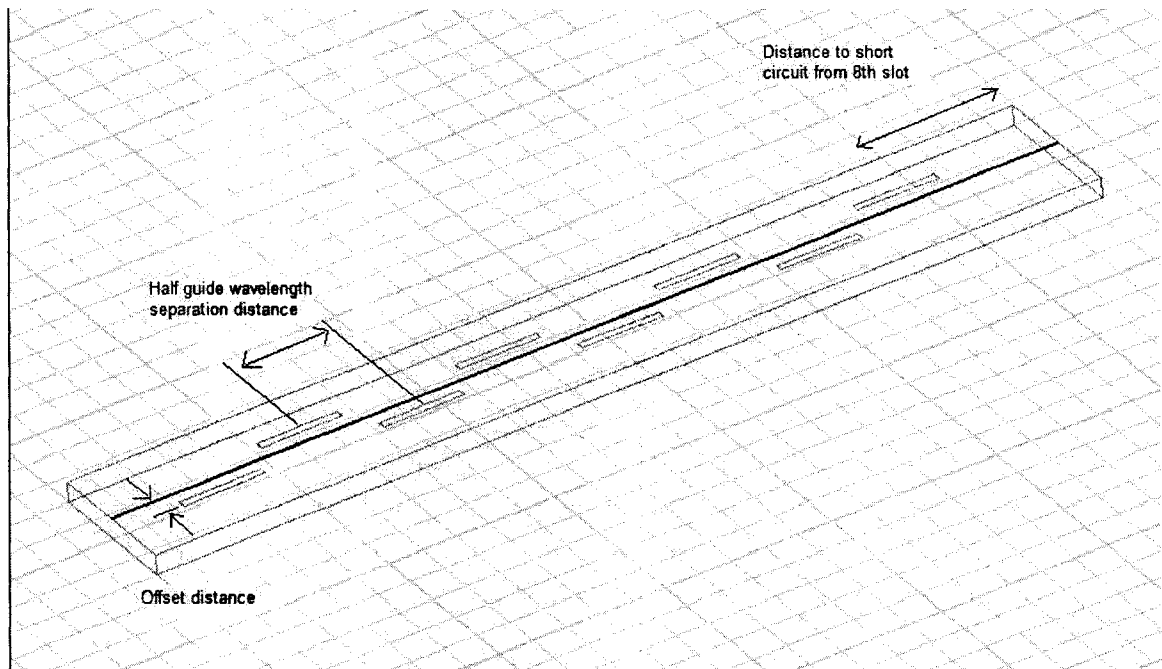 Distance to short
circuit from 8th slot
Half guide wavelength
separation distance
Offset distance